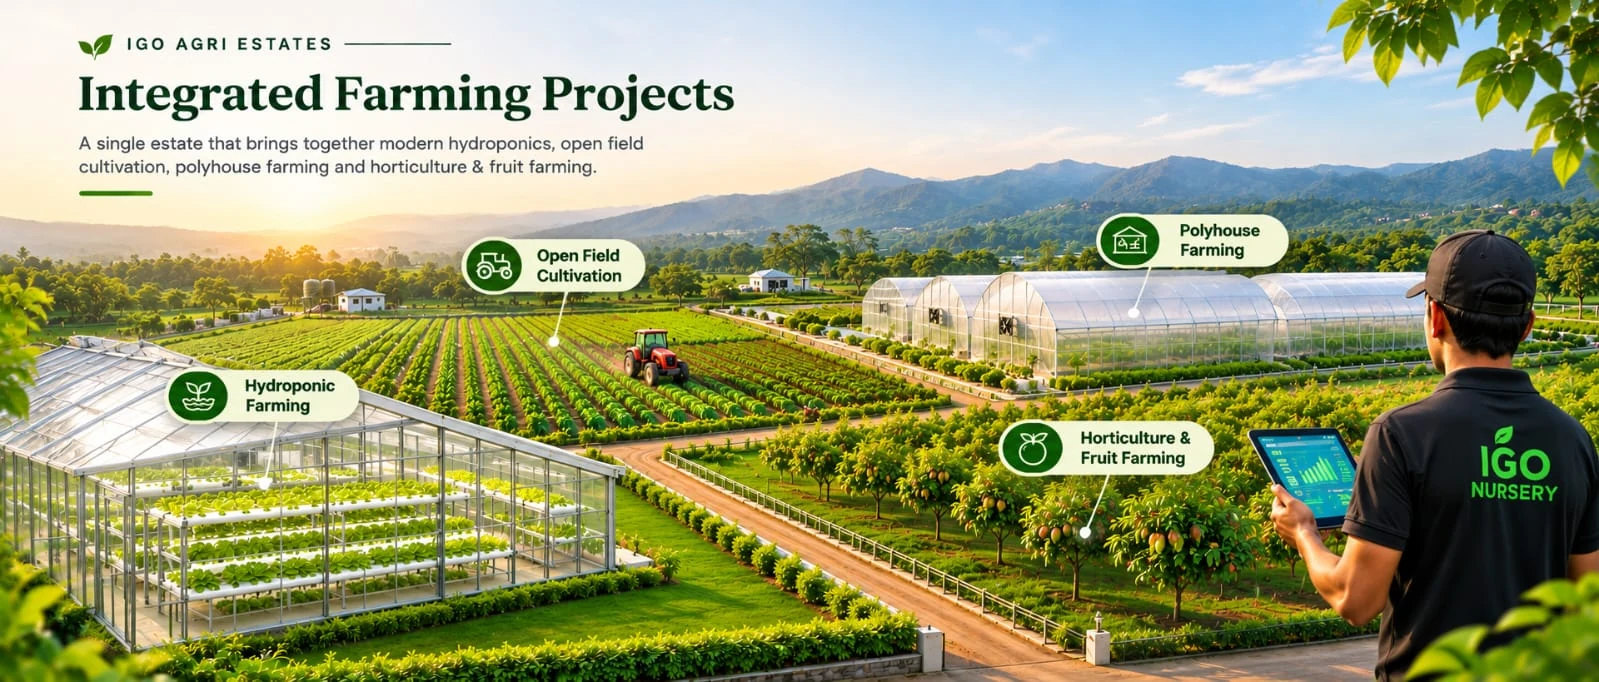 IGO AGRI ESTATES
Integrated Farming Projects
A single estate that brings together modern hydroponics, open field
cultivation, polyhouse farming and horticulture & fruit farming.
Open Field
Cultivation
Polyhouse
Farming
Hydroponic
Farming
Horticulture &
Fruit Farming
IGO
NURSERY